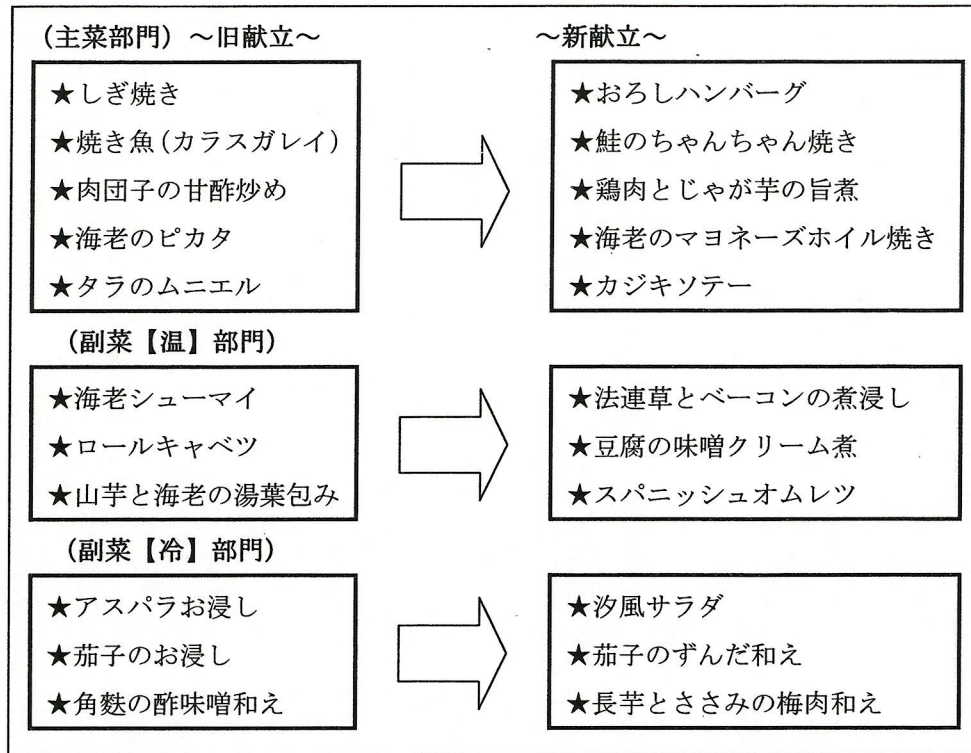 (主菜部門)～旧献立～
～新献立～
★しぎ焼き
★焼き魚(カラスガレイ)
★肉団子の甘酢炒め
★海老のピカタ
★タラのムニエル
★おろしハンバーグ
★鮭のちゃんちゃん焼き
★鶏肉とじゃが芋の旨煮
★海老のマヨネーズホイル焼き
★カジキソテー
(副菜【温】部門)
★海老シューマイ
★ロールキャベツ
★山芋と海老の湯葉包み
★法連草とベーコンの煮浸し
★豆腐の味噌クリーム煮
★スパニッシュオムレツ
(副菜【冷】部門)
★アスパラお浸し
★茄子のお浸し
★角麩の酢味噌和え
★汐風サラダ
★茄子のずんだ和え
★長芋とささみの梅肉和え